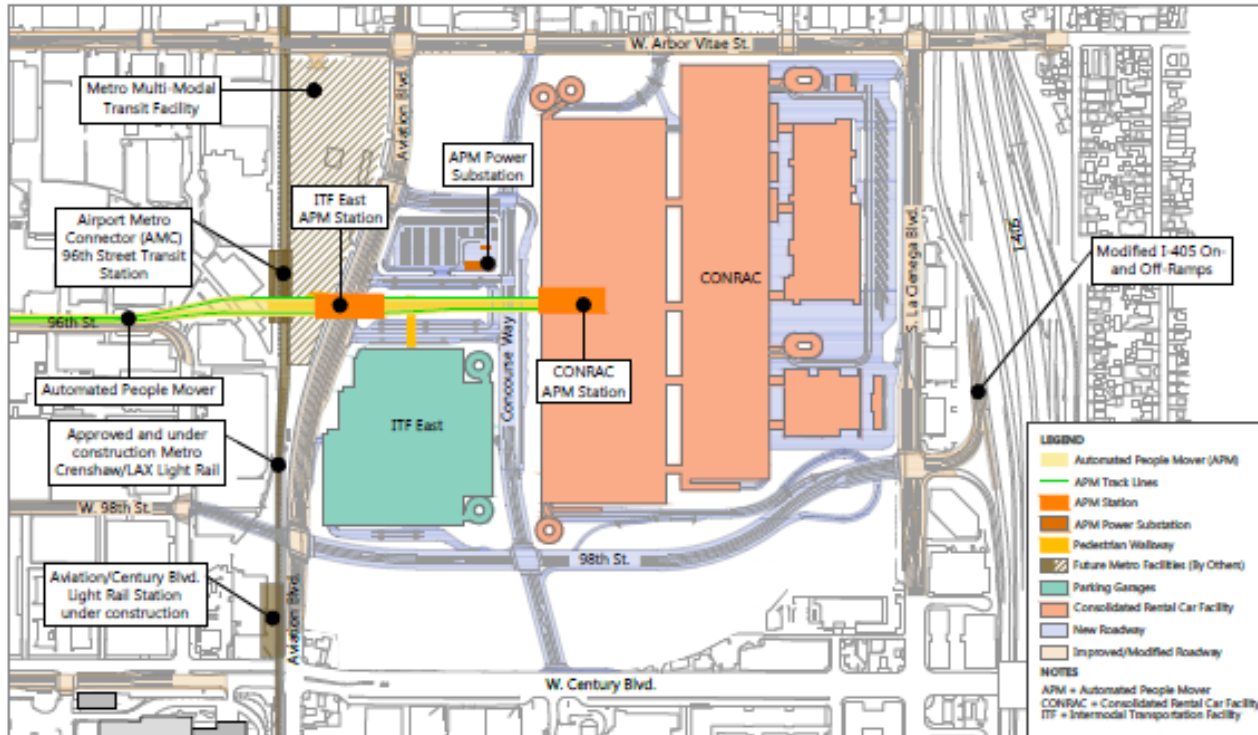 W. Arbor Vitae St.
Metro Multi-Modal
Transit Facility
Aviation Blvd.
APM Power
Substation
ITF East
APM Station
Airport Metro
Connector (AMC)
96th Street Transit
Station
CONRAC
I-405
S. La Cienega Blvd.
Modified I-405 On-
and Off-Ramps
96th St.
Concourse Way
Automated People Mover
CONRAC
APM Station
ITF East
Approved and under
construction Metro
Crenshaw/LAX Light Rail
W. 98th St.
98th St.
Aviation/Century Blvd.
Light Rail Station
under construction
Aviation Blvd.
W. Century Blvd.
LEGEND
Automated People Mover (APM)
APM Track Lines
APM Station
APM Power Substation
Pedestrian Walkway
Future Metro Facilities (By Others)
Parking Garages
Consolidated Rental Car Facility
New Roadway
Improved/Modified Roadway
NOTES
APM = Automated People Mover
CONRAC = Consolidated Rental Car Facility
ITF = Intermodal Transportation Facility